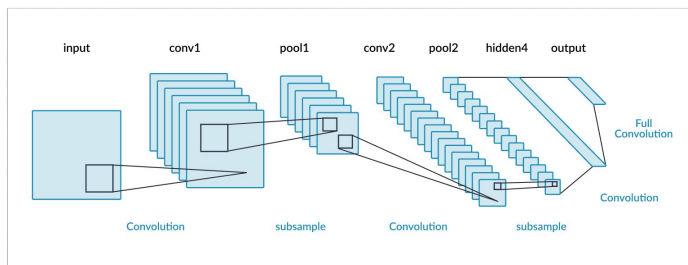 input conv1 pool1 conv2 pool2 hidden4 output
Full
Convolution
Convolution
Convolution subsample Convolution subsample